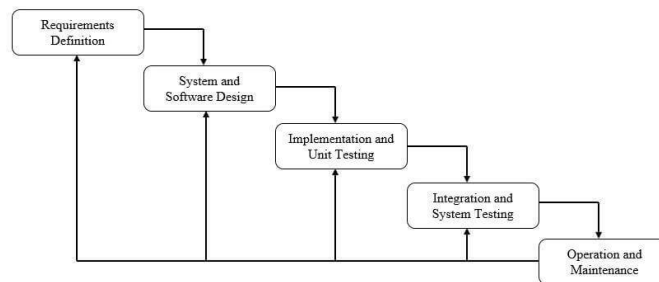 Requirements
Definition
System and
Software Design
Implementation and
Unit Testing
Integration and
System Testing
Operation and
Maintenance